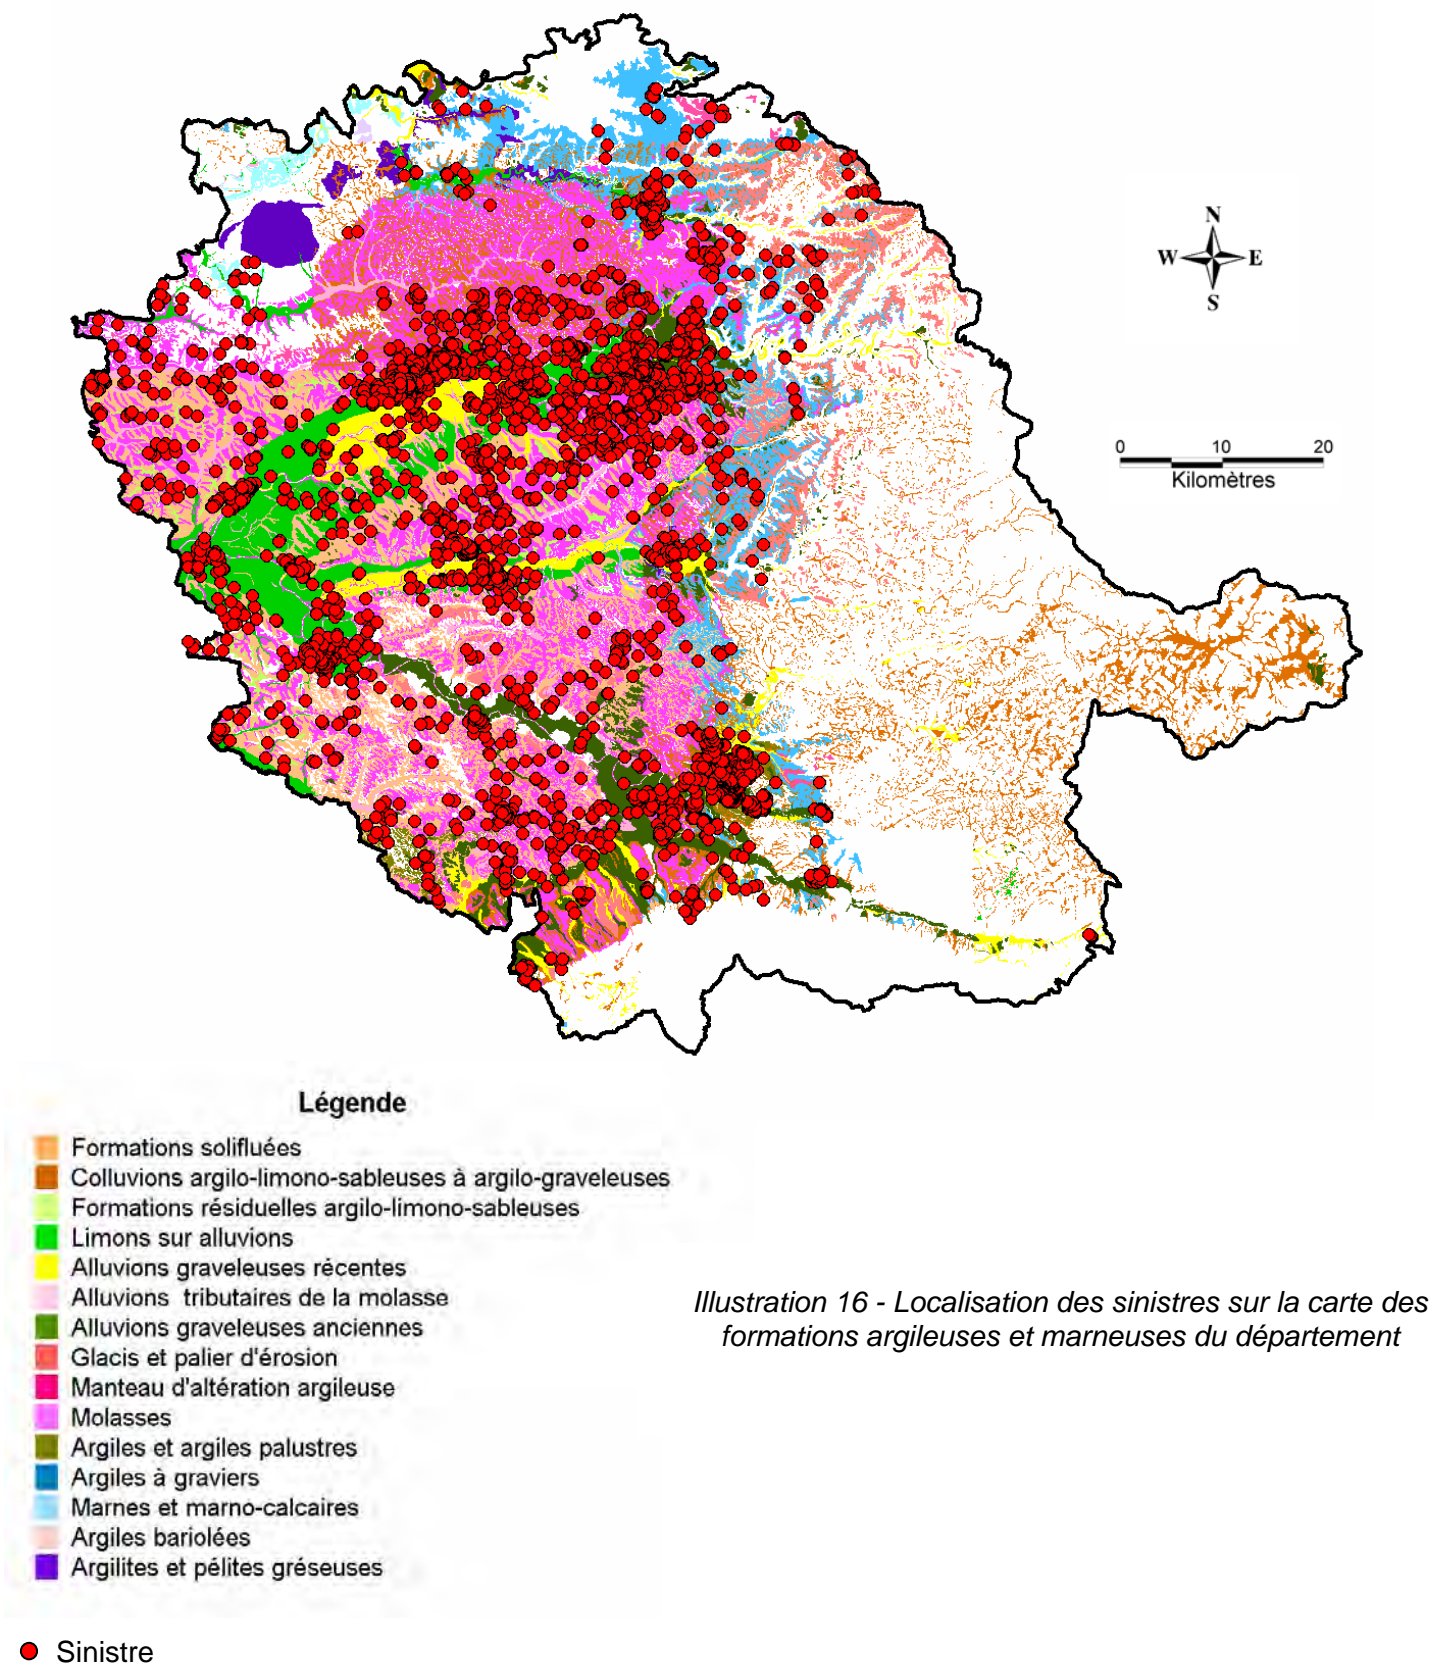 N
W E
S
0 10 20
Kilomètres
Légende
Formations solifluées
Colluvions argilo-limono-sableuses à argilo-graveleuses
Formations résiduelles argilo-limono-sableuses
Limons sur alluvions
Alluvions graveleuses récentes
Alluvions tributaires de la molasse
Alluvions graveleuses anciennes
Glacis et palier d'érosion
Manteau d'altération argileuse
Molasses
Argiles et argiles palustres
Argiles à graviers
Marnes et marno-calcaires
Argiles bariolées
Argilites et pélites gréseuses
Sinistre
Illustration 16 - Localisation des sinistres sur la carte des
formations argileuses et marneuses du département